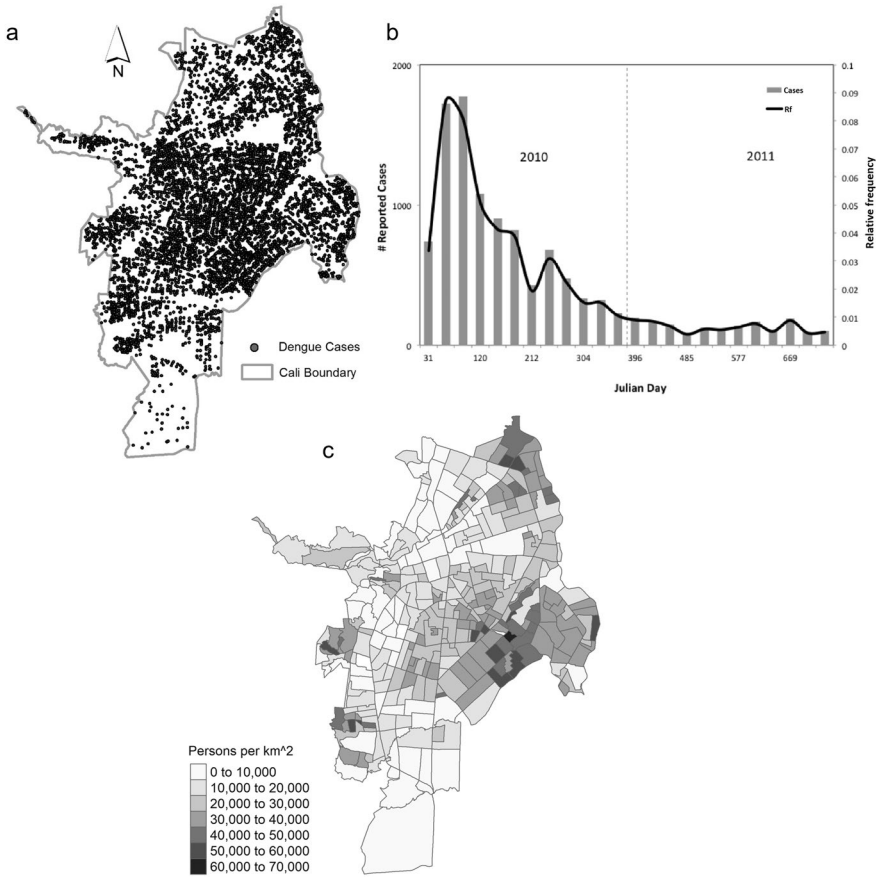 a
N
Dengue Cases
Cali Boundary
b
2000
1000
0
# Reported Cases
0.1
0.09
0.08
0.07
0.06
0.05
0.04
0.03
0.02
0.01
0
Relative frequency
Cases
Rf
2010
2011
31 120 212 304 396 485 577 669
Julian Day
c
Persons per km^2
0 to 10,000
10,000 to 20,000
20,000 to 30,000
30,000 to 40,000
40,000 to 50,000
50,000 to 60,000
60,000 to 70,000